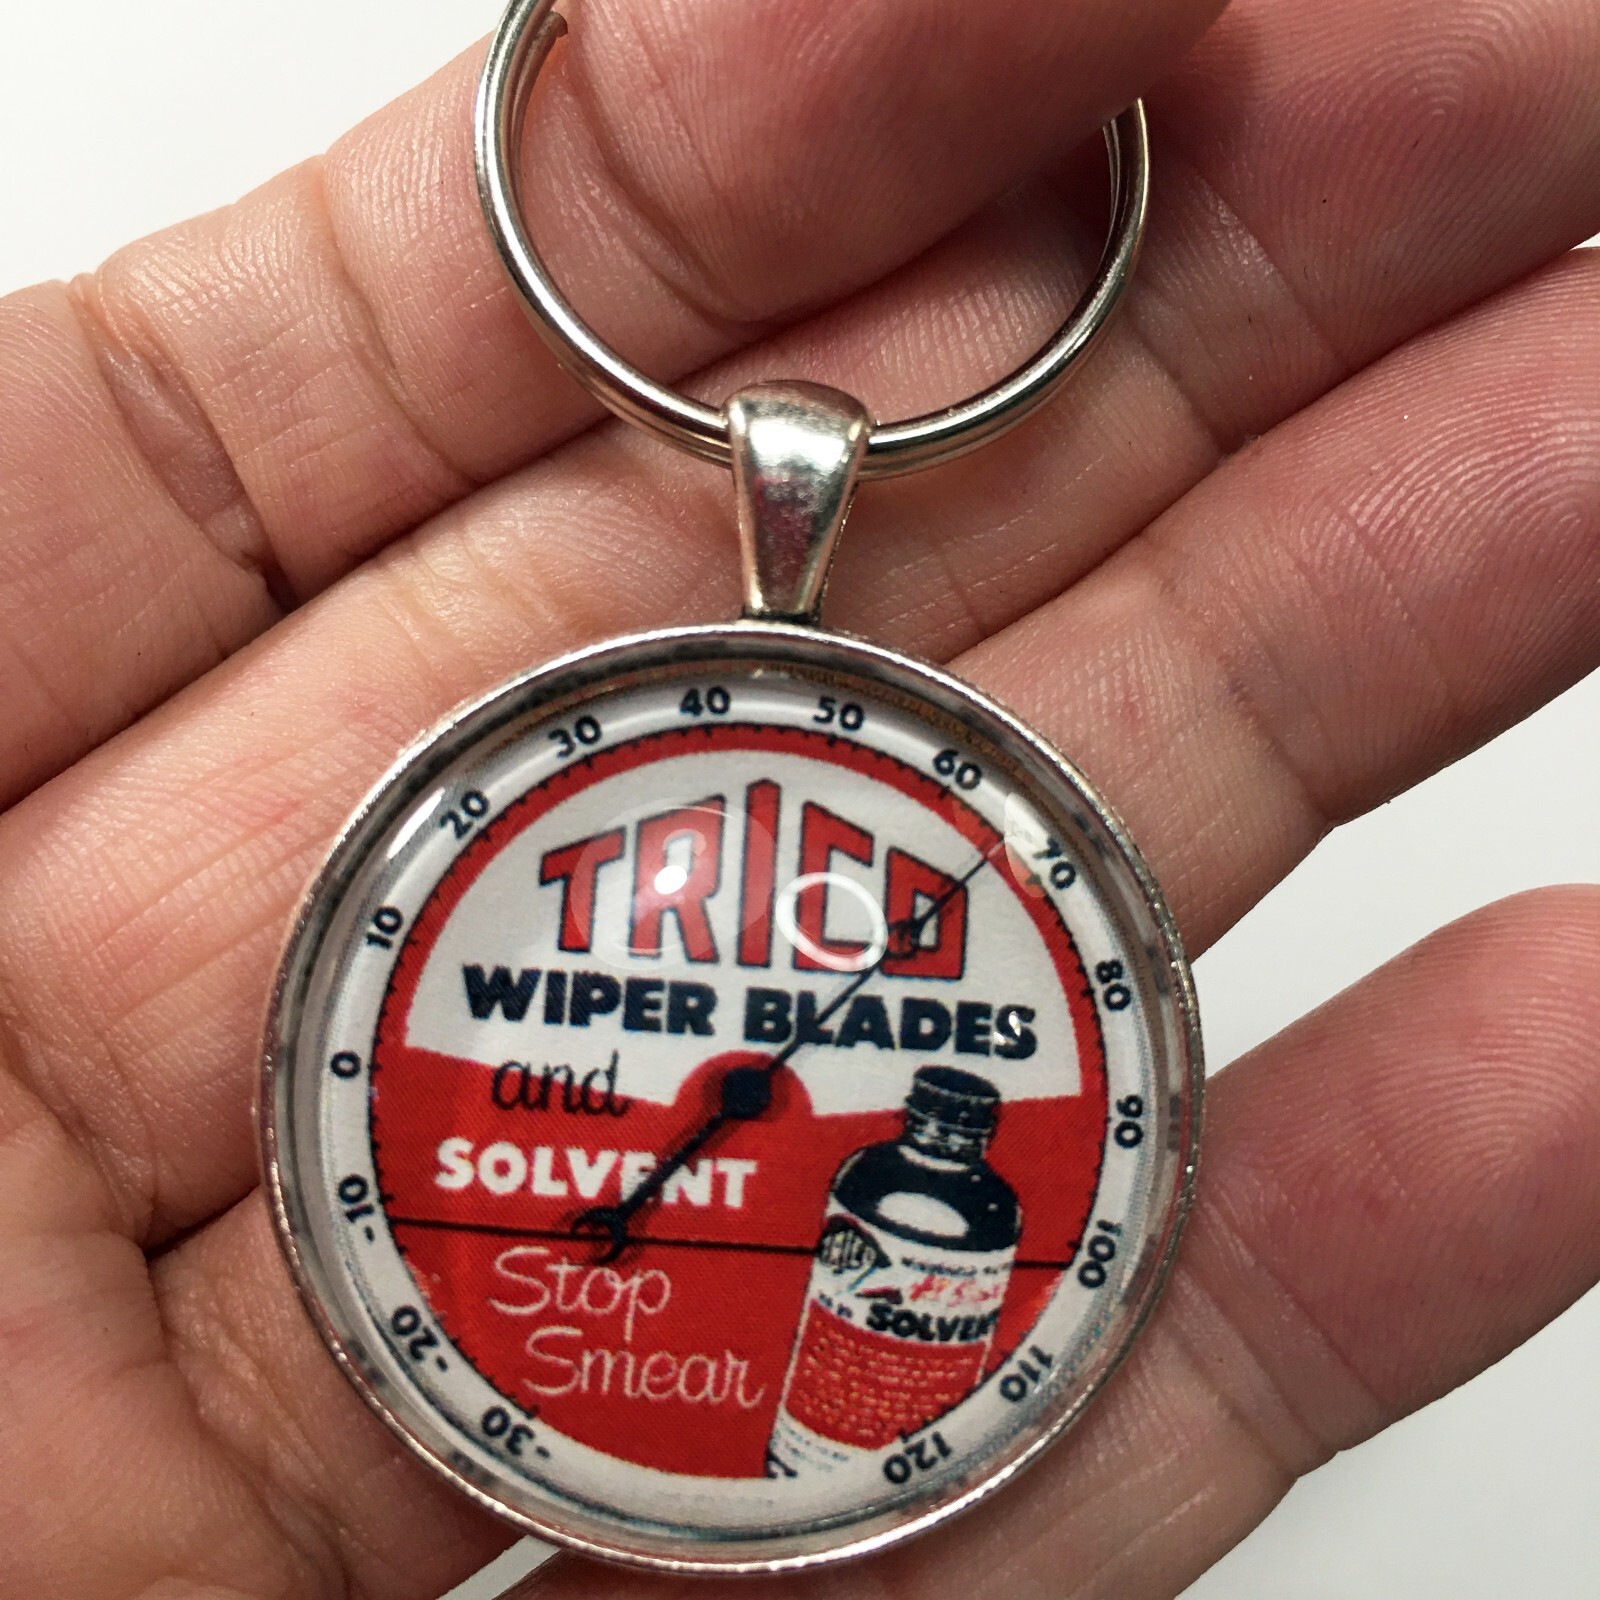 -30 -20 -10 0 10 20 30 40 50 60 70 80 90 100 110 120
TRICO
WIPER BLADES
and
SOLVENT
Stop
Smear
TRICO
SOLVENT